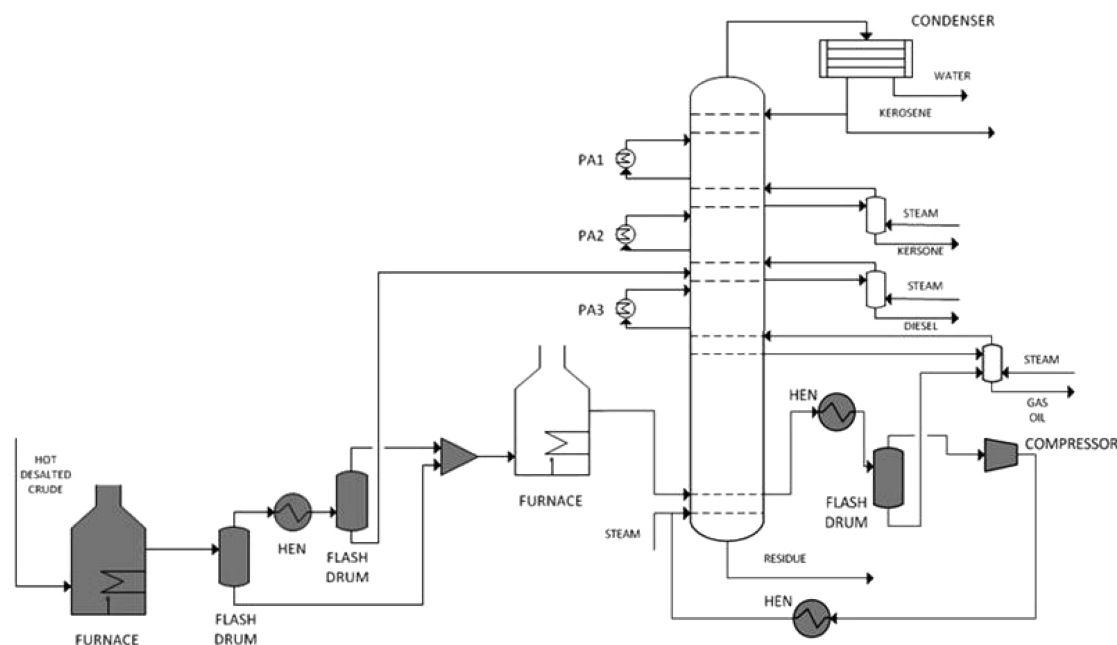 CONDENSER
WATER
KEROSENE
PA1
STEAM
KERSONE
PA2
STEAM
DIESEL
PA3
STEAM
GAS
OIL
HEN
COMPRESSOR
FLASH
DRUM
HOT
DESALTED
CRUDE
FURNACE
HEN
FLASH
DRUM
FLASH
DRUM
FURNACE
STEAM
RESIDUE
HEN